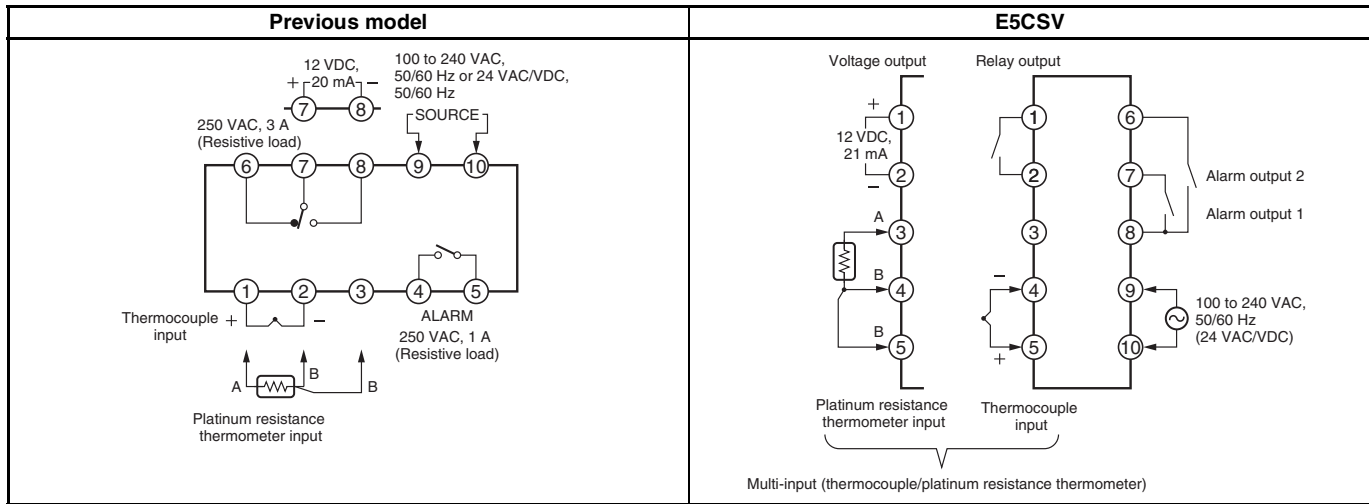 Previous model
E5CSV
12 VDC,
+ 20 mA −
7 8
100 to 240 VAC,
50/60 Hz or 24 VAC/VDC,
50/60 Hz
SOURCE
250 VAC, 3 A
(Resistive load)
6 7 8 9 10
1 2 3 4 5
Thermocouple
input
+ −
ALARM
250 VAC, 1 A
(Resistive load)
A B B
Platinum resistance
thermometer input
Voltage output
+
1
12 VDC,
21 mA
2
−
A
3
B
4
B
5
Platinum resistance
thermometer input
Relay output
1
2
3
−
4
5
+
Thermocouple
input
6
7
8
9
10
Alarm output 2
Alarm output 1
100 to 240 VAC,
50/60 Hz
(24 VAC/VDC)
Multi-input (thermocouple/platinum resistance thermometer)